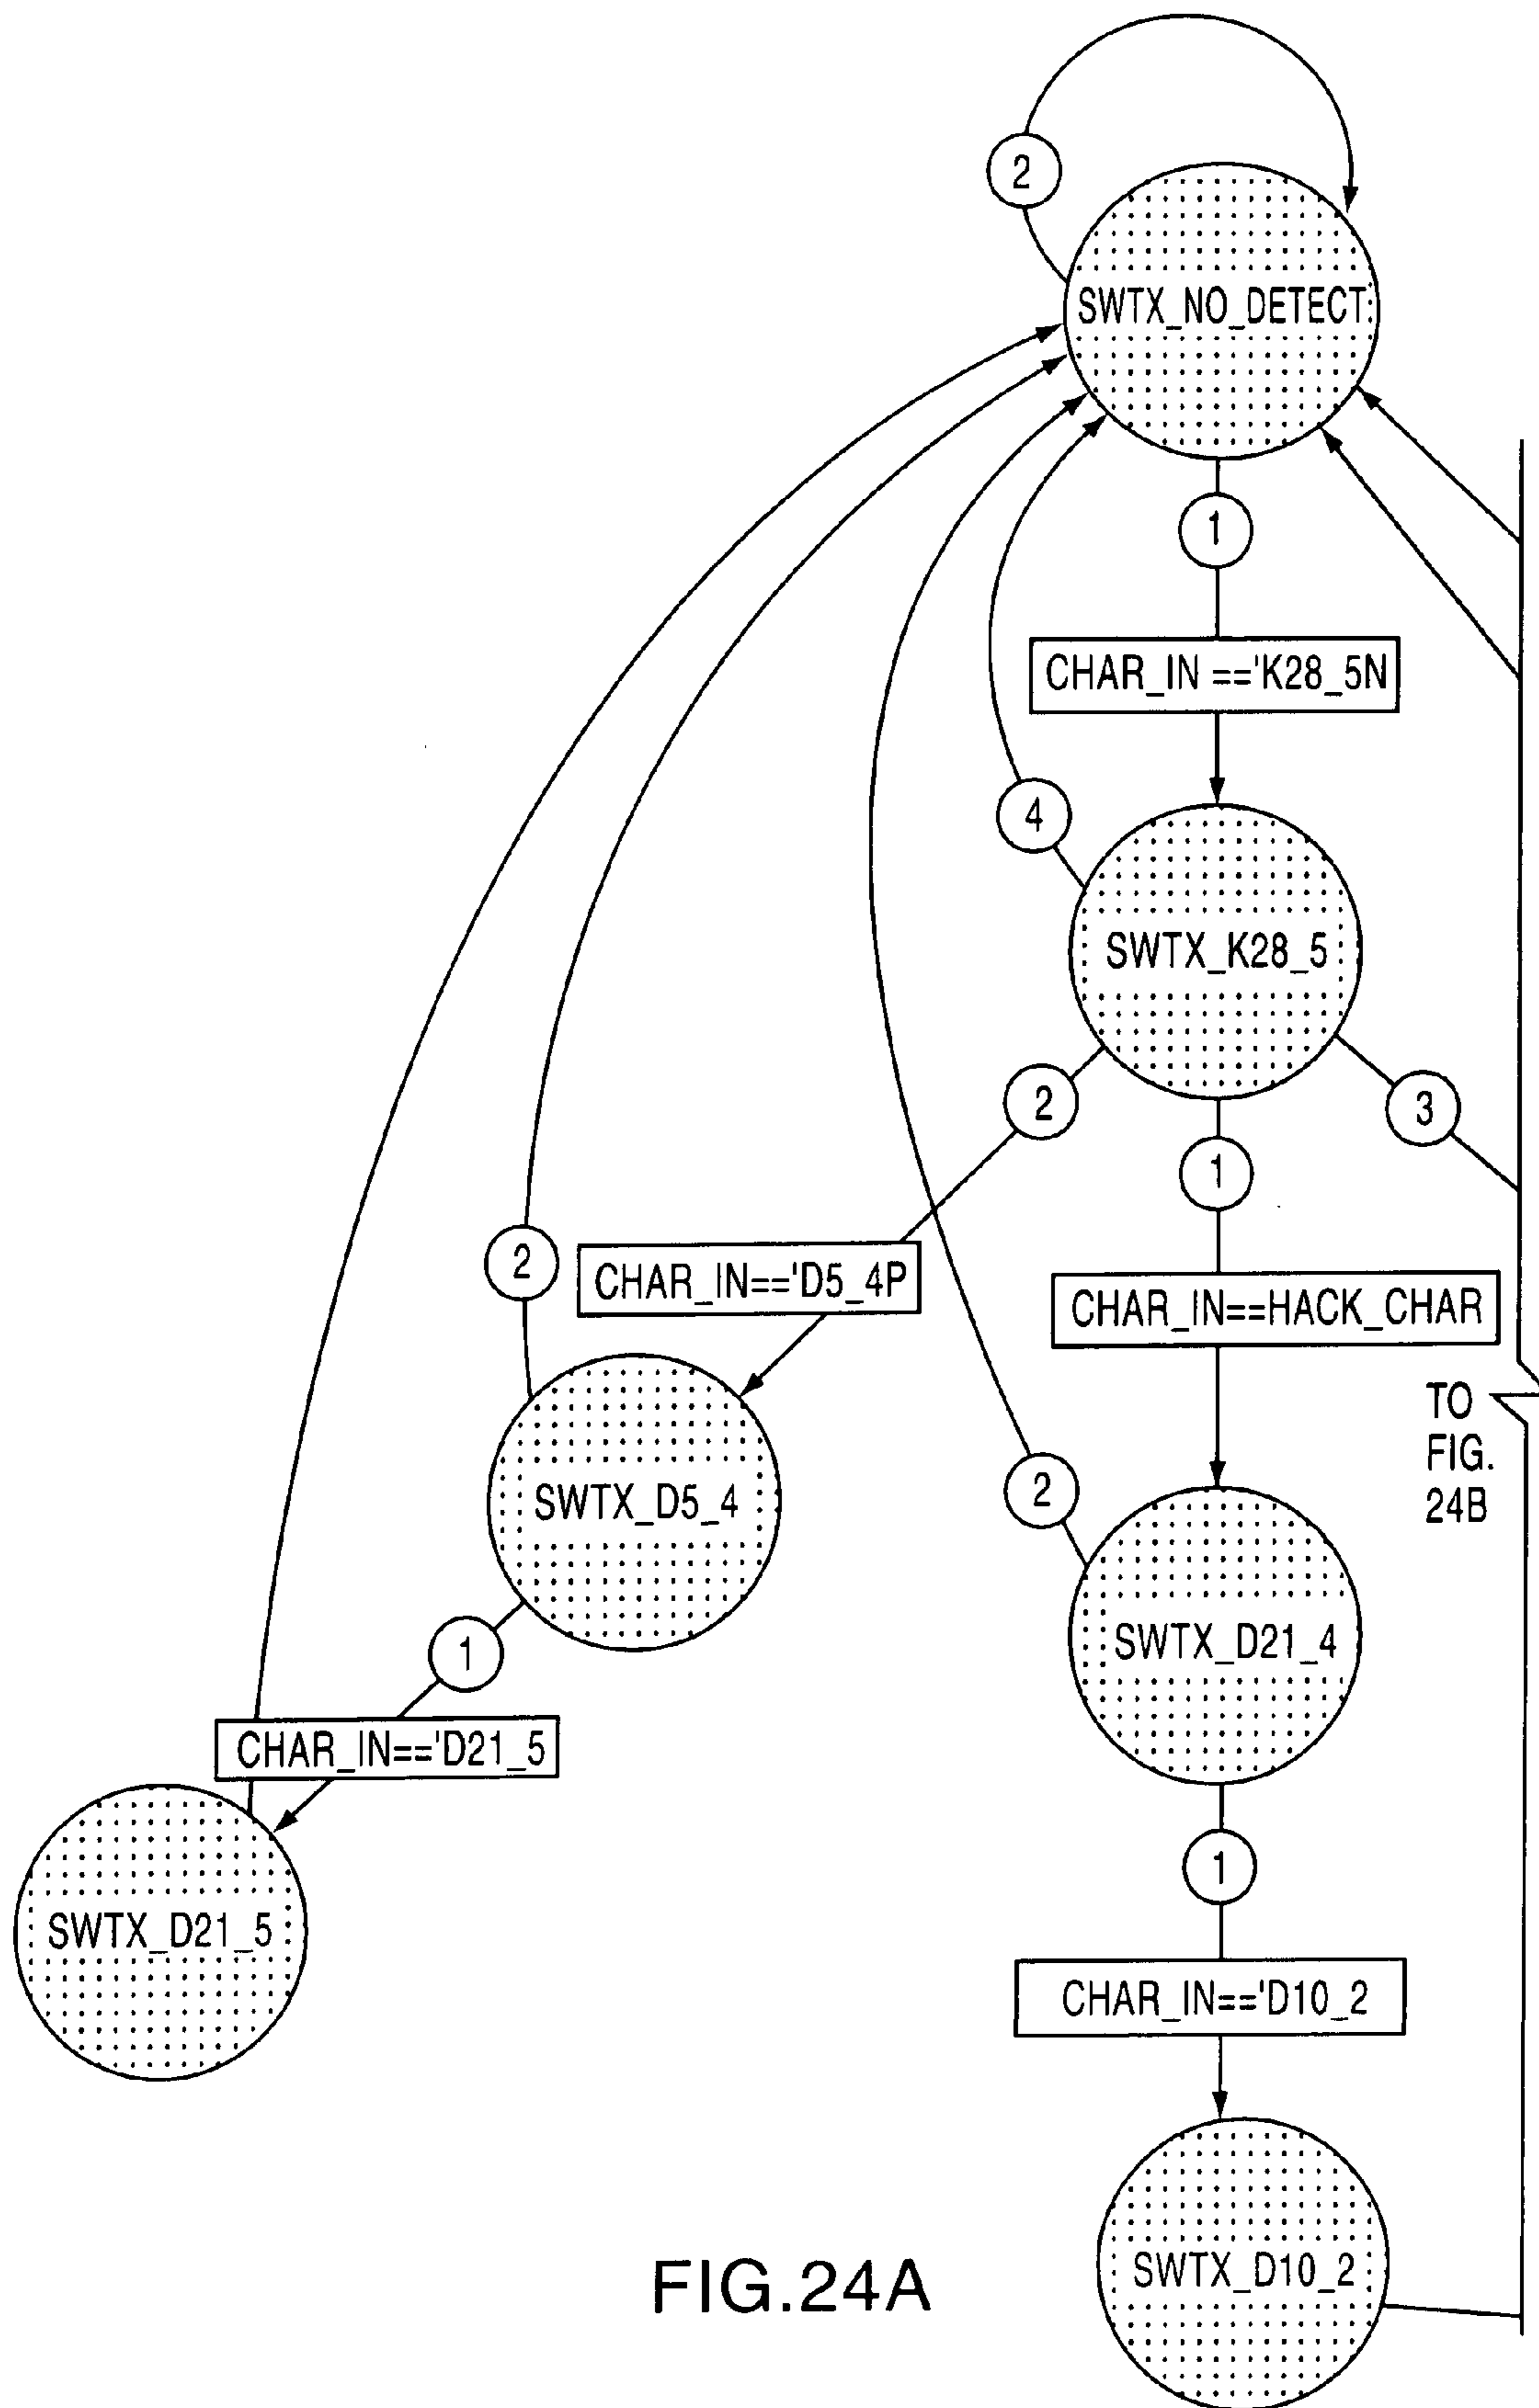 2
SWTX_NO_DETECT
1
CHAR_IN =='K28_5N
4
SWTX_K28_5
2
3
1
2
CHAR_IN=='D5_4P
CHAR_IN==HACK_CHAR
TO
FIG.
24B
2
SWTX_D5_4
SWTX_D21_4
1
CHAR_IN=='D21_5
1
SWTX_D21_5
CHAR_IN=='D10_2
SWTX_D10_2
FIG.24A